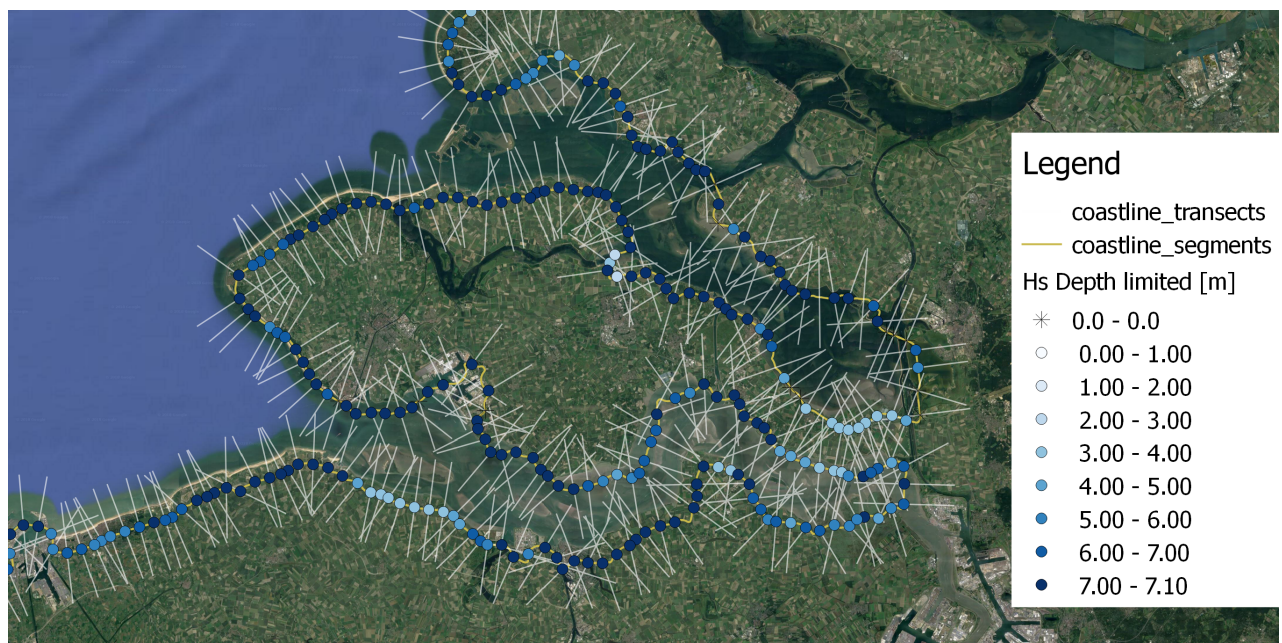 Legend
coastline_transects
coastline_segments
Hs Depth limited [m]
0.0 - 0.0
0.00 - 1.00
1.00 - 2.00
2.00 - 3.00
3.00 - 4.00
4.00 - 5.00
5.00 - 6.00
6.00 - 7.00
7.00 - 7.10